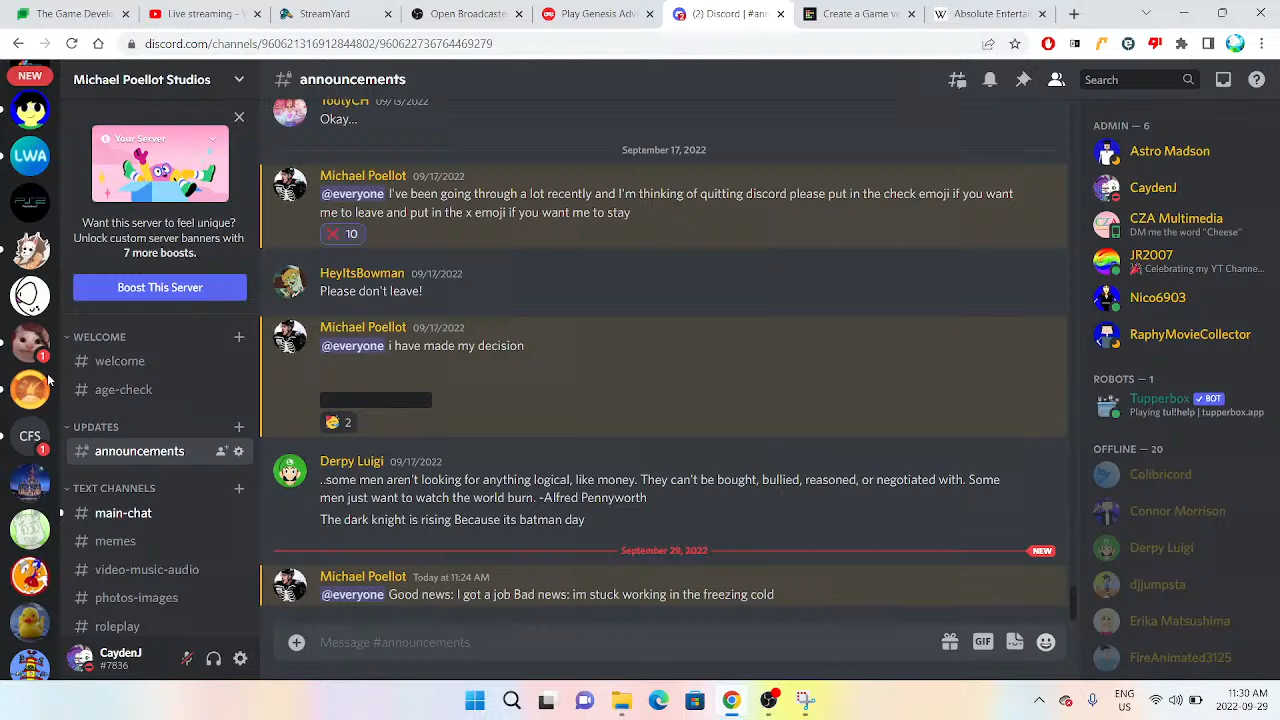 Open Dem
Live streaming -
StreamYard
Open Broadcaste
Play Genesis Adv
(2) Discord | #an
Creature Game v
Absolute Enterta
discord.com/channels/960621316912844802/960622736764469279
NEW
Michael Poellot Studios
announcements
Search
Your Server
Want this server to feel unique?
Unlock custom server banners with
7 more boosts.
Boost This Server
WELCOME
welcome
age-check
UPDATES
announcements
TEXT CHANNELS
main-chat
memes
video-music-audio
photos-images
roleplay
CaydenJ
#7836
LWA
PS2
1
CFS
1
TootyCH 09/13/2022
Okay...
September 17, 2022
Michael Poellot 09/17/2022
@everyone I've been going through a lot recently and I'm thinking of quitting discord please put in the check emoji if you want
me to leave and put in the x emoji if you want me to stay
10
HeyItsBowman 09/17/2022
Please don't leave!
Michael Poellot 09/17/2022
@everyone i have made my decision
2
Derpy Luigi 09/17/2022
..some men aren't looking for anything logical, like money. They can't be bought, bullied, reasoned, or negotiated with. Some
men just want to watch the world burn. -Alfred Pennyworth
The dark knight is rising Because its batman day
September 29, 2022 NEW
Michael Poellot Today at 11:24 AM
@everyone Good news: I got a job Bad news: im stuck working in the freezing cold
Message #announcements
GIF
ADMIN — 6
Astro Madson
CaydenJ
CZA Multimedia
DM me the word "Cheese"
JR2007
Celebrating my YT Channe...
Nico6903
RaphyMovieCollector
ROBOTS — 1
Tupperbox BOT
Playing tul!help | tupperbox.app
OFFLINE — 20
Colibricord
Connor Morrison
Derpy Luigi
djjumpsta
Erika Matsushima
FireAnimated3125
ENG
US
11:30 AM
2022-09-29